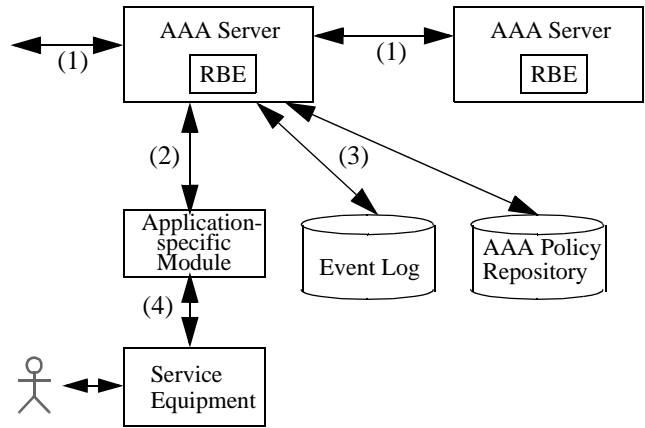 AAA Server
RBE
(1)
(1)
AAA Server
RBE
(2)
(3)
Application-
specific
Module
Event Log
AAA Policy
Repository
(4)
Service
Equipment